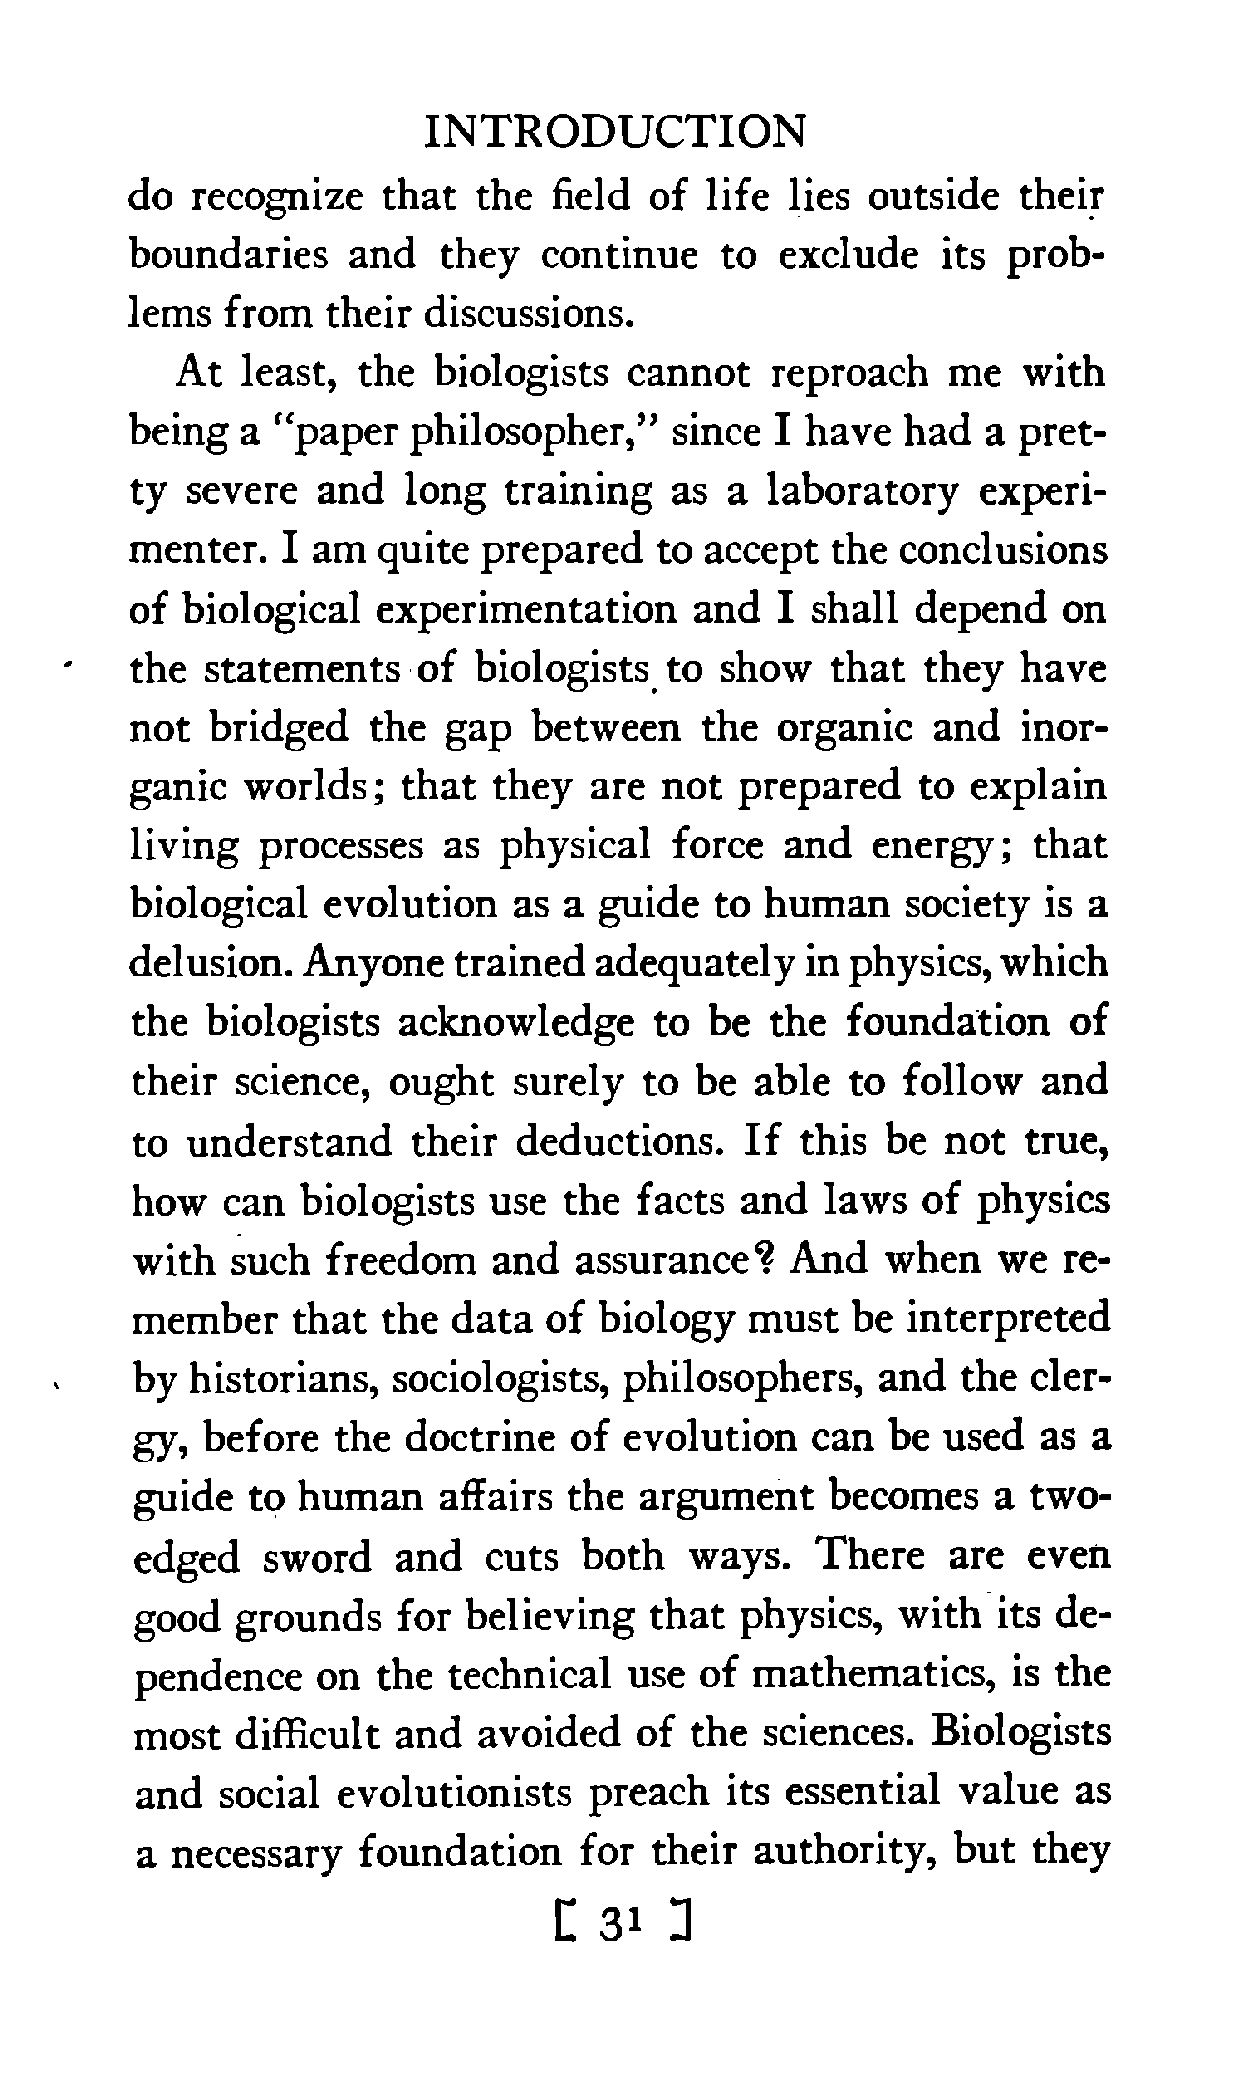 INTRODUCTION
do recognize that the field of life lies outside their
boundaries and they continue to exclude its prob-
lems from their discussions.
At least, the biologists cannot reproach me with
being a "paper philosopher," since I have had a pret-
ty severe and long training as a laboratory experi-
menter. I am quite prepared to accept the conclusions
of biological experimentation and I shall depend on
the statements of biologists to show that they have
not bridged the gap between the organic and inor-
ganic worlds; that they are not prepared to explain
living processes as physical force and energy; that
biological evolution as a guide to human society is a
delusion. Anyone trained adequately in physics, which
the biologists acknowledge to be the foundation of
their science, ought surely to be able to follow and
to understand their deductions. If this be not true,
how can biologists use the facts and laws of physics
with such freedom and assurance? And when we re-
member that the data of biology must be interpreted
by historians, sociologists, philosophers, and the cler-
gy, before the doctrine of evolution can be used as a
guide to human affairs the argument becomes a two-
edged sword and cuts both ways. There are even
good grounds for believing that physics, with its de-
pendence on the technical use of mathematics, is the
most difficult and avoided of the sciences. Biologists
and social evolutionists preach its essential value as
a necessary foundation for their authority, but they
[ 31 ]